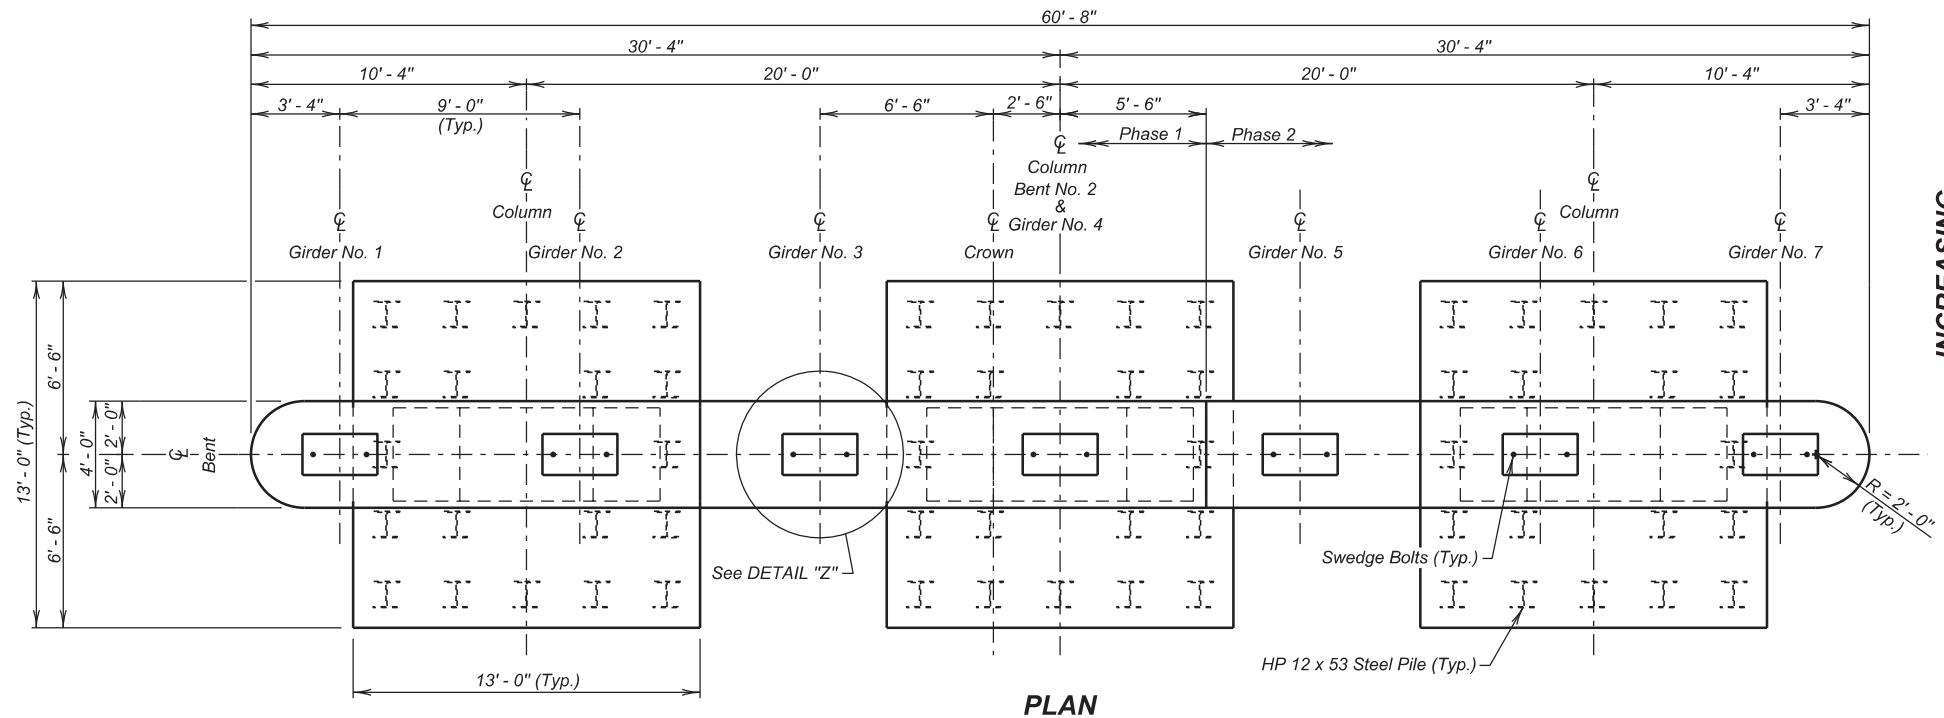 60' - 8"
30' - 4"
30' - 4"
10' - 4"
20' - 0"
20' - 0"
10' - 4"
3' - 4"
9' - 0"
(Typ.)
6' - 6"
2' - 6"
5' - 6"
3' - 4"
Phase 1
Phase 2
℄
Column
Bent No. 2
&
Girder No. 4
℄
Column
℄
Column
℄
Girder No. 1
℄
Girder No. 2
℄
Girder No. 3
℄
Crown
℄
Girder No. 5
℄
Girder No. 6
℄
Girder No. 7
INCREASING
13' - 0" (Typ.)
6' - 6"
6' - 6"
4' - 0"
2' - 0"
2' - 0"
℄
Bent
R = 2' - 0"
(Typ.)
See DETAIL "Z"
Swedge Bolts (Typ.)
HP 12 x 53 Steel Pile (Typ.)
13' - 0" (Typ.)
PLAN